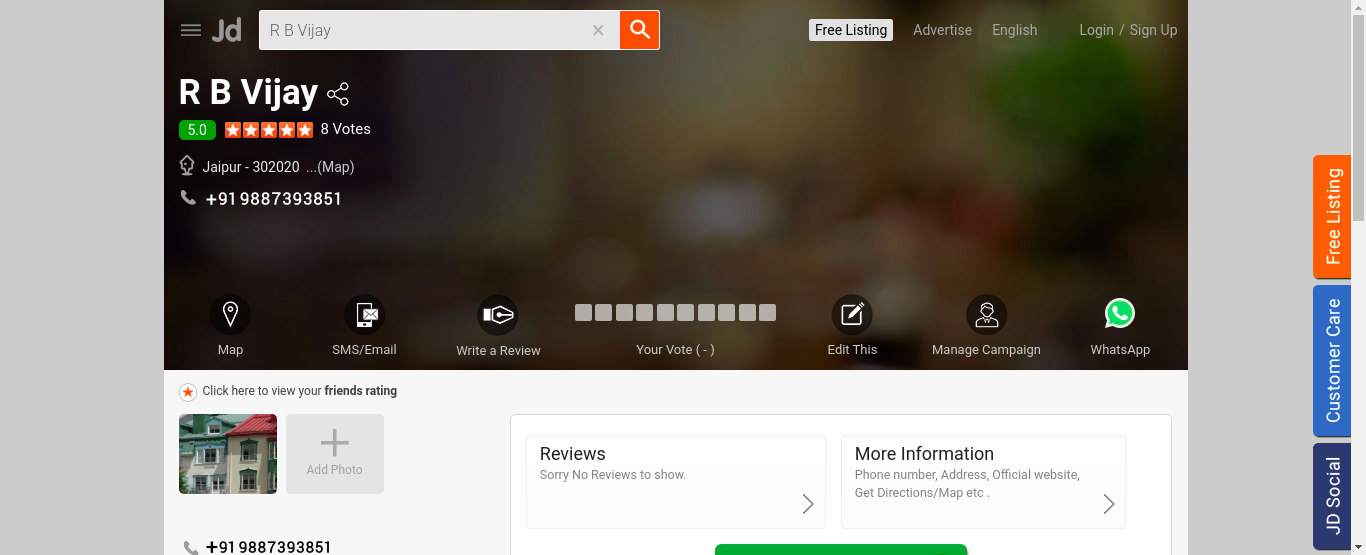 Jd
R B Vijay
Free Listing
Advertise
English
Login / Sign Up
R B Vijay
5.0
8 Votes
Jaipur - 302020 ...(Map)
+91 9887393851
Map
SMS/Email
Write a Review
Your Vote ( - )
Edit This
Manage Campaign
WhatsApp
Click here to view your friends rating
Add Photo
Reviews
Sorry No Reviews to show.
More Information
Phone number, Address, Official website,
Get Directions/Map etc .
+91 9887393851
Free Listing
Customer Care
JD Social